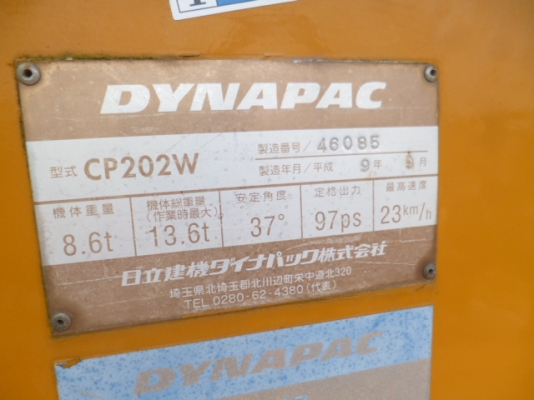 DYNAPAC
型式 CP202W
製造番号/ 46085
製造年月/平成 9年 月
機体重量 機体総重量(作業時最大) 安定角度 定格出力 最高速度
8.6t 13.6t 37° 97ps 23km/h
日立建機ダイナパック株式会社
埼玉県北埼玉郡北川辺町栄中道北320
TEL 0280-62-4380(代表)
DYNAPAC